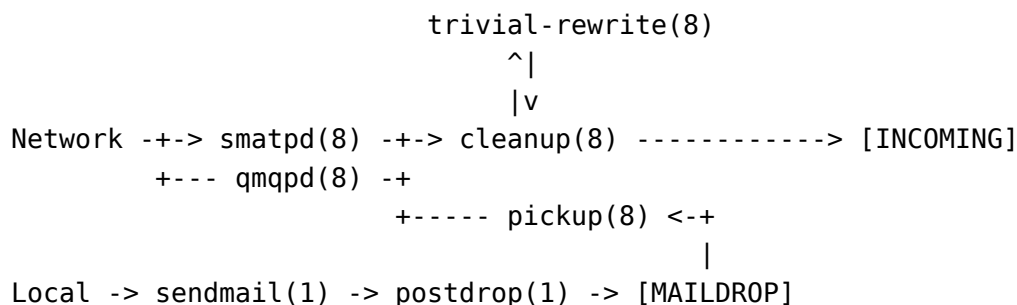 trivial-rewrite(8)
^|
|v
Network -+-> smatpd(8) -+-> cleanup(8) ------------> [INCOMING]
+--- qmqpd(8) -+
+----- pickup(8) <-+
|
Local -> sendmail(1) -> postdrop(1) -> [MAILDROP]